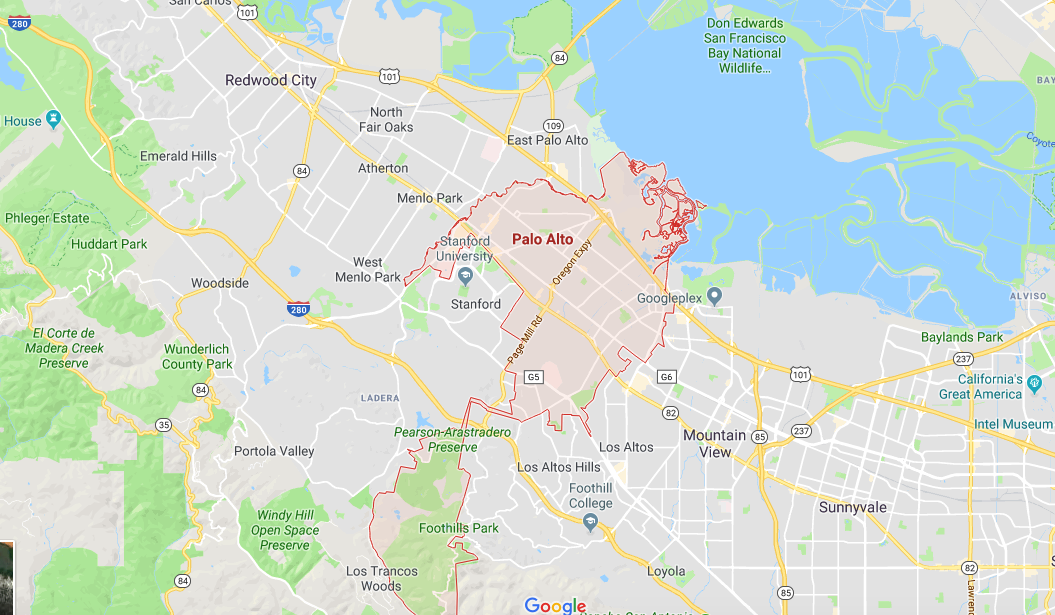 San Carlos
101
280
Don Edwards
San Francisco
Bay National
Wildlife...
84
Redwood City
101
BAY
North
Fair Oaks
109
House
East Palo Alto
Coyote
Emerald Hills
Atherton
84
Menlo Park
Phleger Estate
Huddart Park
Stanford
University
Palo Alto
Oregon Expy
West
Menlo Park
Woodside
280
Stanford
Googleplex
ALVISO
El Corte de
Madera Creek
Preserve
Wunderlich
County Park
Page Mill Rd
Baylands Park
237
G5
G6
101
California's
Great America
84
LADERA
82
Intel Museum
35
Pearson-Arastradero
Preserve
Mountain
View
85
237
Portola Valley
Los Altos
Los Altos Hills
Foothill
College
Sunnyvale
Windy Hill
Open Space
Preserve
Foothills Park
Los Trancos
Woods
Loyola
84
82
85
Google